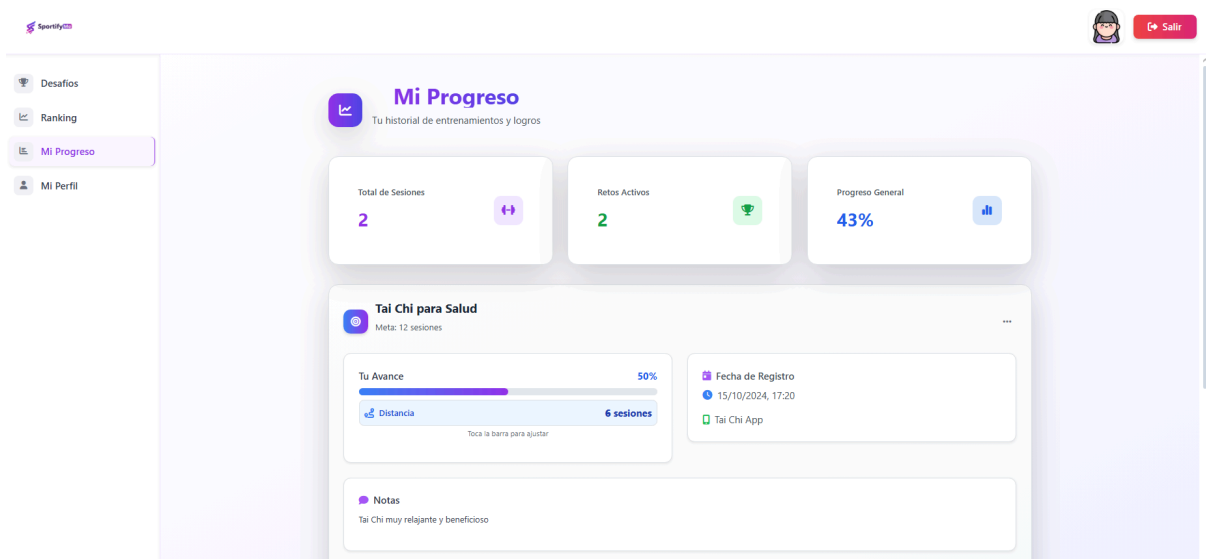 SportifyMe
Salir
Desafíos
Ranking
Mi Progreso
Mi Perfil
Mi Progreso
Tu historial de entrenamientos y logros
Total de Sesiones
2
Retos Activos
2
Progreso General
43%
Tai Chi para Salud
Meta: 12 sesiones
Tu Avance
50%
Distancia
6 sesiones
Toca la barra para ajustar
Fecha de Registro
15/10/2024, 17:20
Tai Chi App
Notas
Tai Chi muy relajante y beneficioso